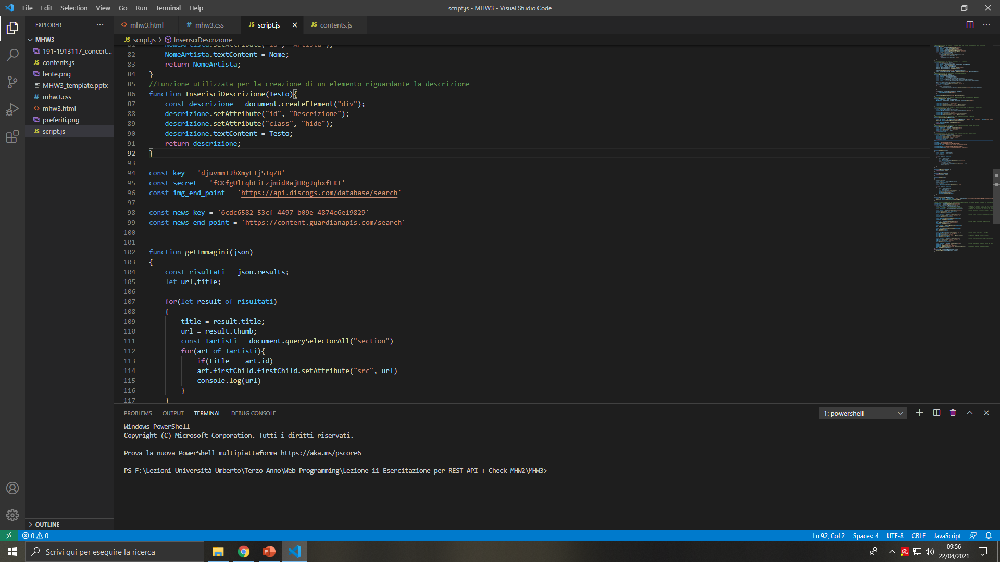 File Edit Selection View Go Run Terminal Help
script.js - MHW3 - Visual Studio Code
EXPLORER
mhw3.html
mhw3.css
script.js
contents.js
MHW3
script.js > InserisciDescrizione
191-1913117_concert...
contents.js
lente.png
MHW3_template.pptx
mhw3.css
mhw3.html
preferiti.png
script.js
OUTLINE
82 NomeArtista.textContent = Nome;
83 return NomeArtista;
84 }
85 //Funzione utilizzata per la creazione di un elemento riguardante la descrizione
86 function InserisciDescrizione(Testo){
87 const descrizione = document.createElement("div");
88 descrizione.setAttribute("id", "Descrizione");
89 descrizione.setAttribute("class", "hide");
90 descrizione.textContent = Testo;
91 return descrizione;
92 }
93
94 const key = 'djuvmmIJbXmyEIjSTqZB'
95 const secret = 'fCKfgUlFqbLiEzjmidRajHRgJqhxfLKI'
96 const img_end_point = 'https://api.discogs.com/database/search'
97
98 const news_key = '6cdc6582-53cf-4497-b09e-4874c6e19829'
99 const news_end_point = 'https://content.guardianapis.com/search'
100
101
102 function getImmagini(json)
103 {
104 const risultati = json.results;
105 let url,title;
106
107 for(let result of risultati)
108 {
109 title = result.title;
110 url = result.thumb;
111 const Tartisti = document.querySelectorAll("section")
112 for(art of Tartisti){
113 if(title == art.id)
114 art.firstChild.firstChild.setAttribute("src", url)
115 console.log(url)
116 }
117 }
PROBLEMS OUTPUT TERMINAL DEBUG CONSOLE
1: powershell
Windows PowerShell
Copyright (C) Microsoft Corporation. Tutti i diritti riservati.
Prova la nuova PowerShell multipiattaforma https://aka.ms/pscore6
PS F:\Lezioni Università Umberto\Terzo Anno\Web Programming\Lezione 11-Esercitazione per REST API + Check MHW2\MHW3>
0 0
Ln 92, Col 2 Spaces: 4 UTF-8 CRLF JavaScript
Scrivi qui per eseguire la ricerca
09:56
22/04/2021